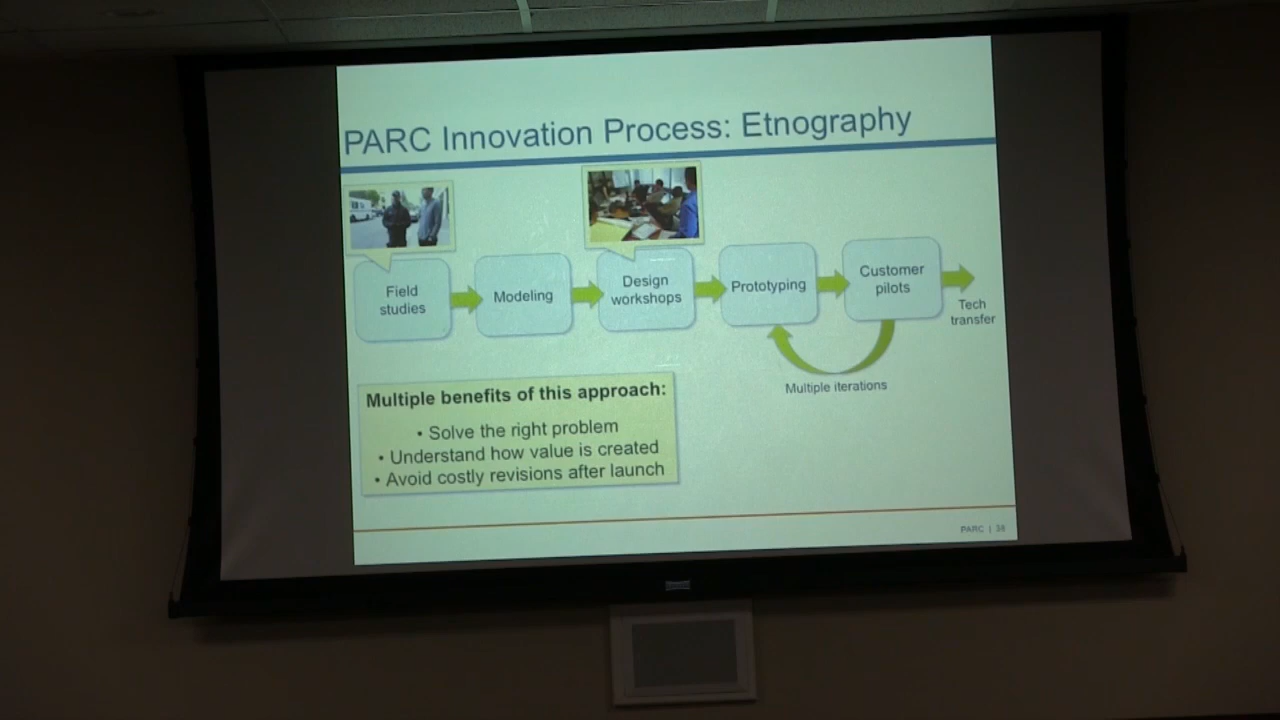 PARC Innovation Process: Etnography
Field
studies
Modeling
Design
workshops
Prototyping
Customer
pilots
Tech
transfer
Multiple iterations
Multiple benefits of this approach:
• Solve the right problem
• Understand how value is created
• Avoid costly revisions after launch
PARC | 38